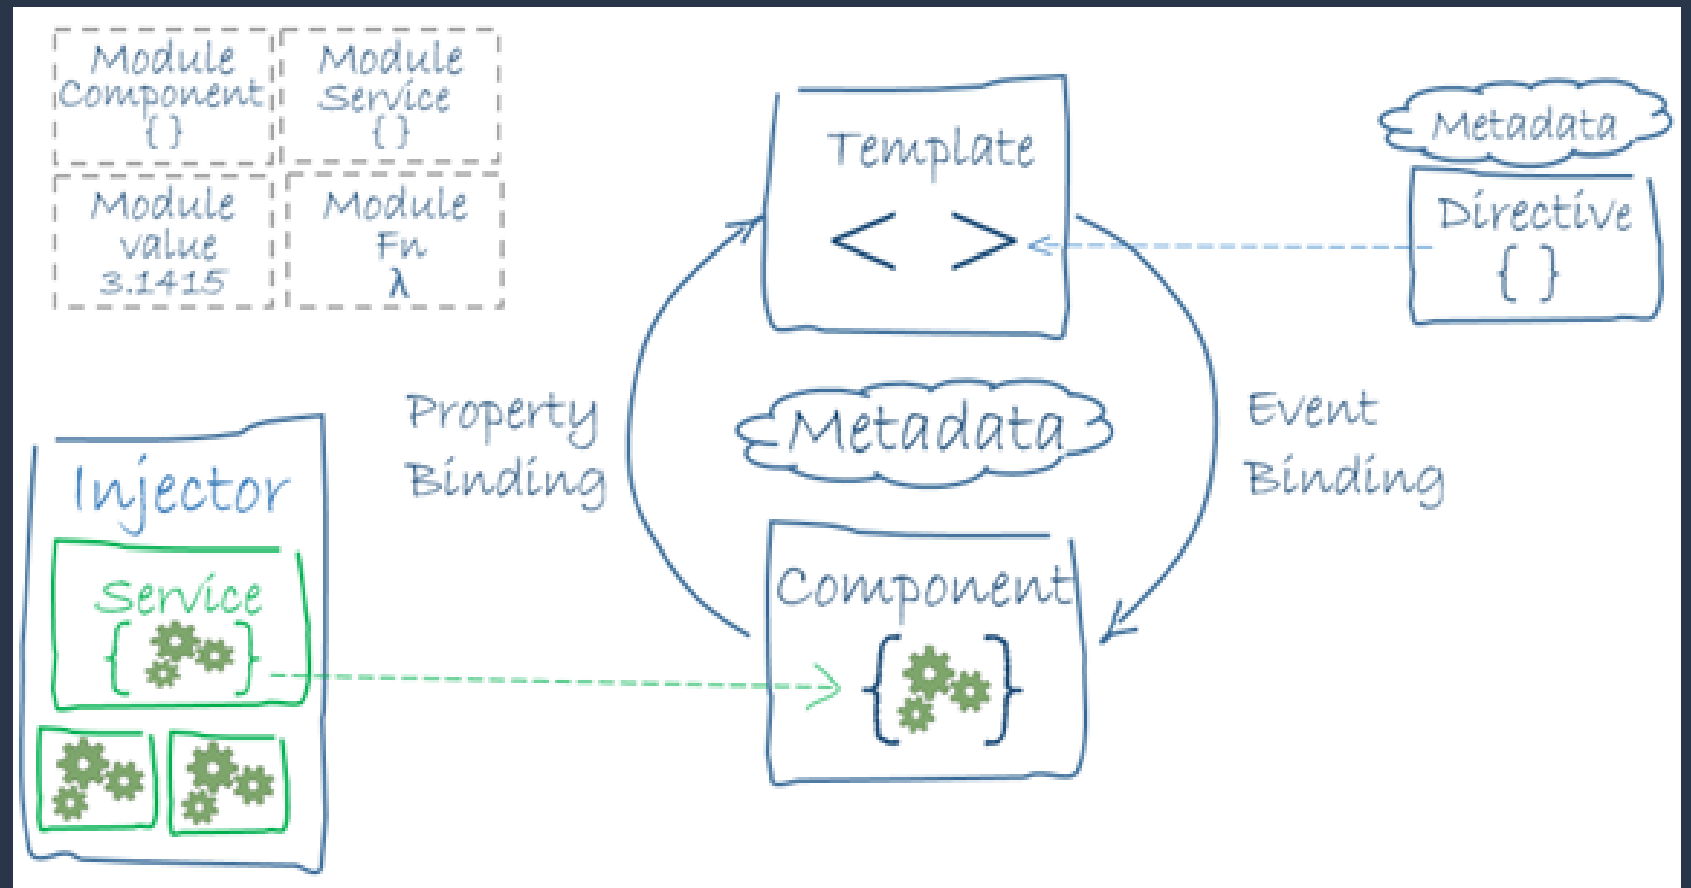 Module
Component
{ }
Module
Service
{ }
Module
value
3.1415
Module
Fn
λ
Template
< >
Metadata
Directive
{ }
Property
Binding
Metadata
Event
Binding
Injector
Service
{ }
Component
{ }